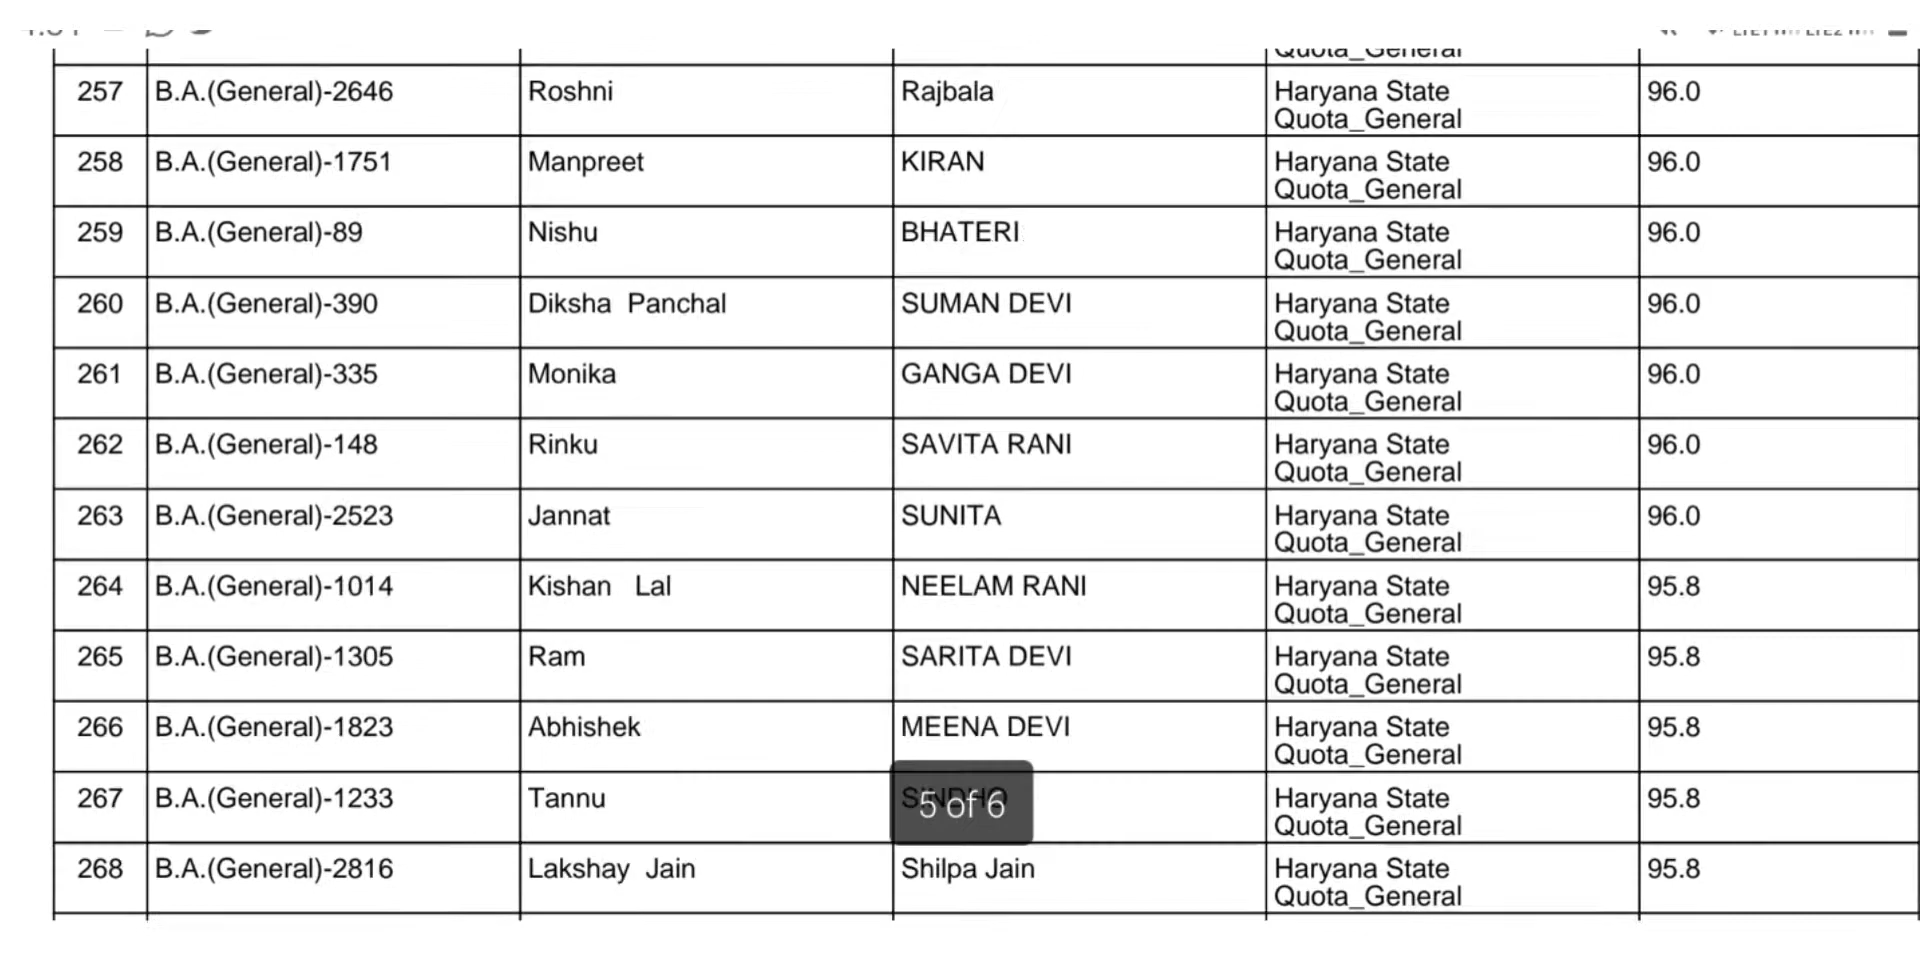 Quota_General
257 B.A.(General)-2646 Roshni Rajbala Haryana State 96.0
Quota_General
258 B.A.(General)-1751 Manpreet KIRAN Haryana State 96.0
Quota_General
259 B.A.(General)-89 Nishu BHATERI Haryana State 96.0
Quota_General
260 B.A.(General)-390 Diksha Panchal SUMAN DEVI Haryana State 96.0
Quota_General
261 B.A.(General)-335 Monika GANGA DEVI Haryana State 96.0
Quota_General
262 B.A.(General)-148 Rinku SAVITA RANI Haryana State 96.0
Quota_General
263 B.A.(General)-2523 Jannat SUNITA Haryana State 96.0
Quota_General
264 B.A.(General)-1014 Kishan Lal NEELAM RANI Haryana State 95.8
Quota_General
265 B.A.(General)-1305 Ram SARITA DEVI Haryana State 95.8
Quota_General
266 B.A.(General)-1823 Abhishek MEENA DEVI Haryana State 95.8
Quota_General
267 B.A.(General)-1233 Tannu Haryana State 95.8
5 of 6
Quota_General
268 B.A.(General)-2816 Lakshay Jain Shilpa Jain Haryana State 95.8
Quota_General